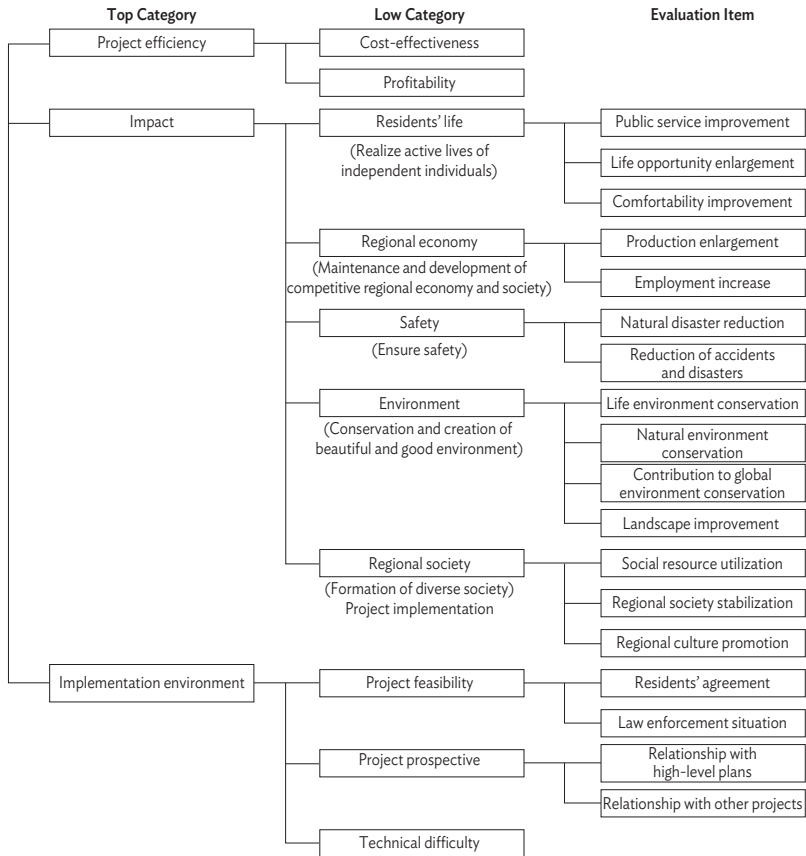 Top Category
Low Category
Evaluation Item
Project efficiency
Cost-effectiveness
Profitability
Impact
Residents’ life
(Realize active lives of
independent individuals)
Public service improvement
Life opportunity enlargement
Comfortability improvement
Regional economy
(Maintenance and development of
competitive regional economy and society)
Production enlargement
Employment increase
Safety
(Ensure safety)
Natural disaster reduction
Reduction of accidents
and disasters
Environment
(Conservation and creation of
beautiful and good environment)
Life environment conservation
Natural environment
conservation
Contribution to global
environment conservation
Landscape improvement
Regional society
(Formation of diverse society)
Project implementation
Social resource utilization
Regional society stabilization
Regional culture promotion
Implementation environment
Project feasibility
Residents’ agreement
Law enforcement situation
Project prospective
Relationship with
high-level plans
Relationship with other projects
Technical difficulty